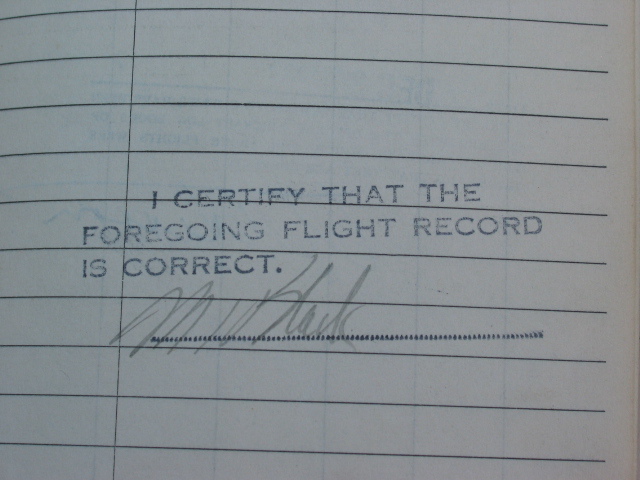 I CERTIFY THAT THE
FOREGOING FLIGHT RECORD
IS CORRECT.